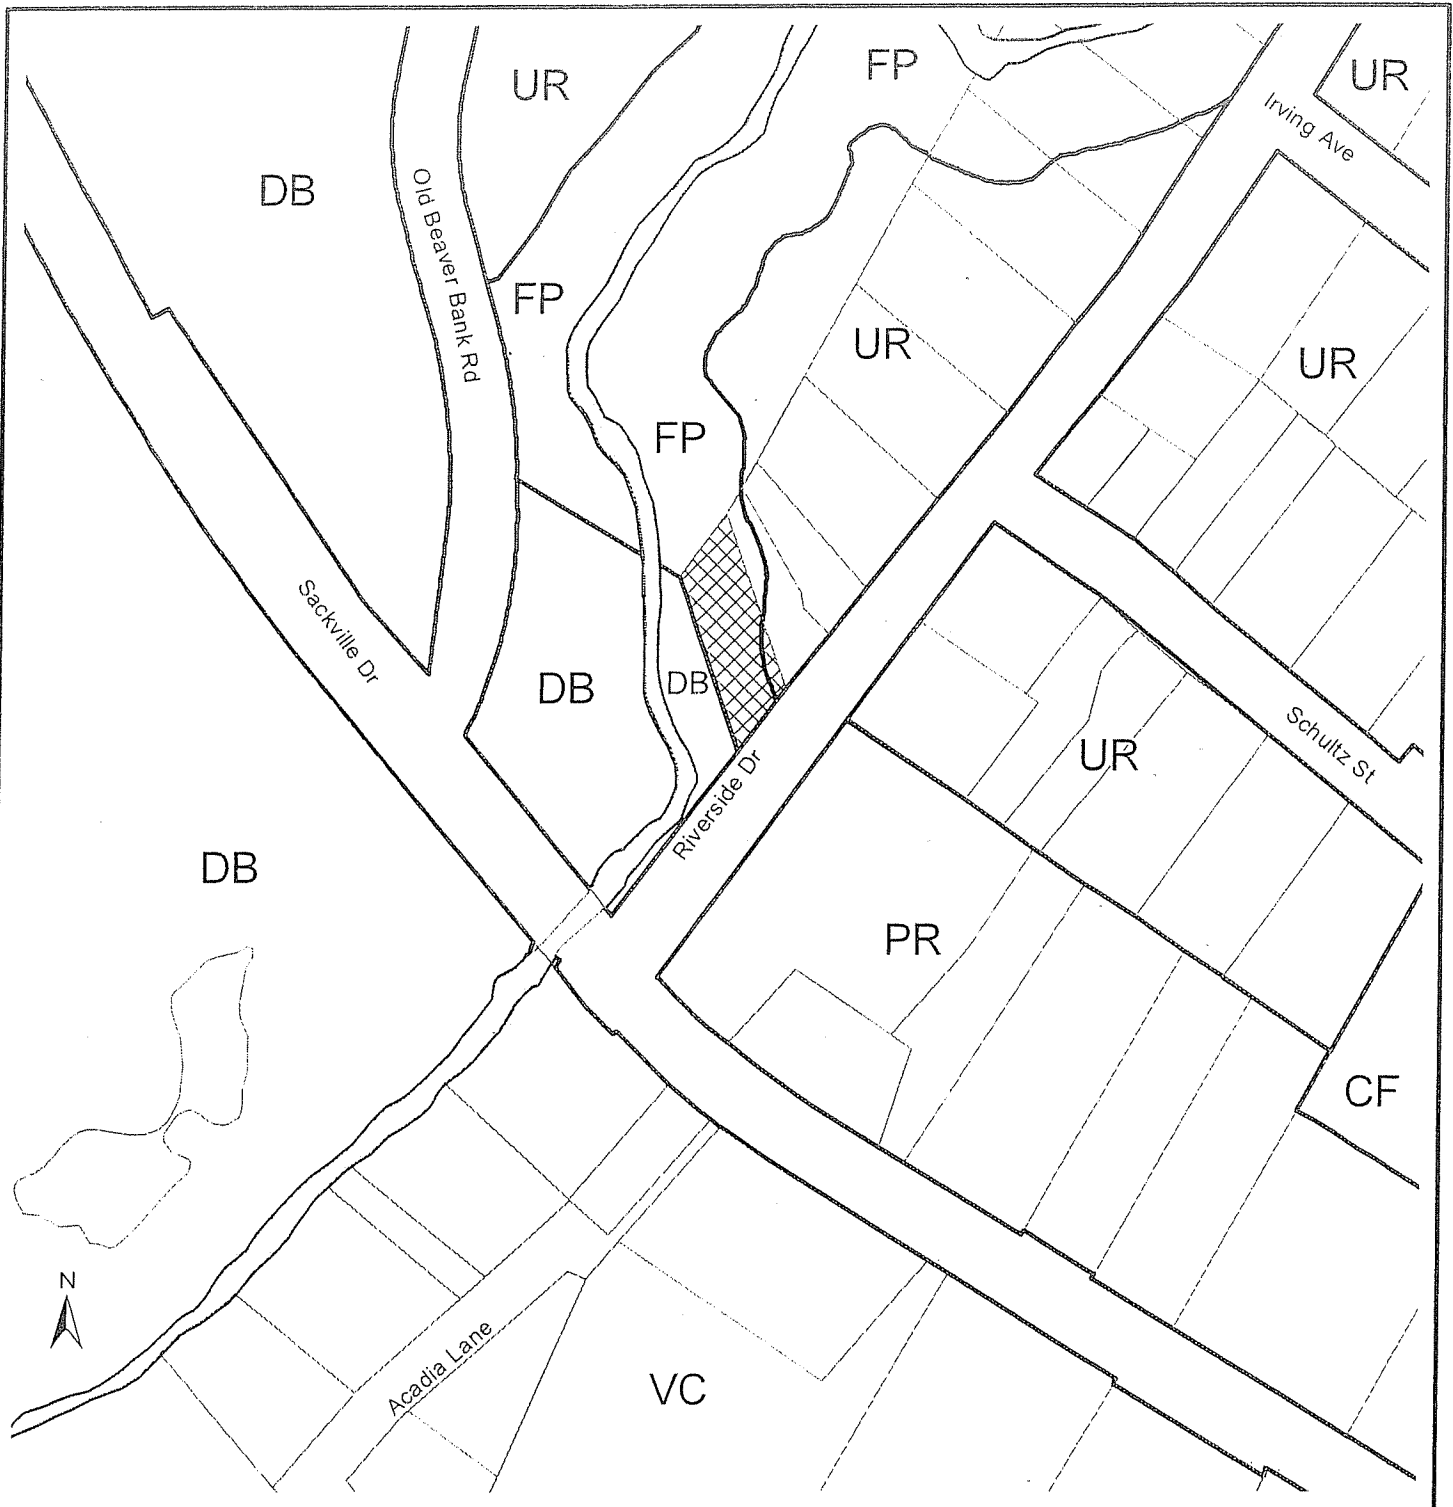 FP
UR
UR
Irving Ave
DB
Old Beaver Bank Rd
FP
UR
UR
FP
Sackville Dr
DB
DB
Schultz St
UR
Riverside Dr
DB
PR
CF
N
Acadia Lane
VC